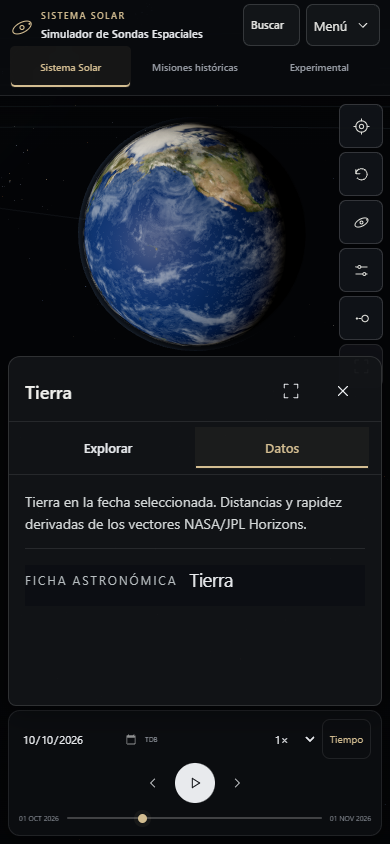 SISTEMA SOLAR
Simulador de Sondas Espaciales
Buscar
Menú
Sistema Solar
Misiones históricas
Experimental
Tierra
Explorar
Datos
Tierra en la fecha seleccionada. Distancias y rapidez
derivadas de los vectores NASA/JPL Horizons.
FICHA ASTRONÓMICA Tierra
10/10/2026
TDB
1×
Tiempo
01 OCT 2026
01 NOV 2026